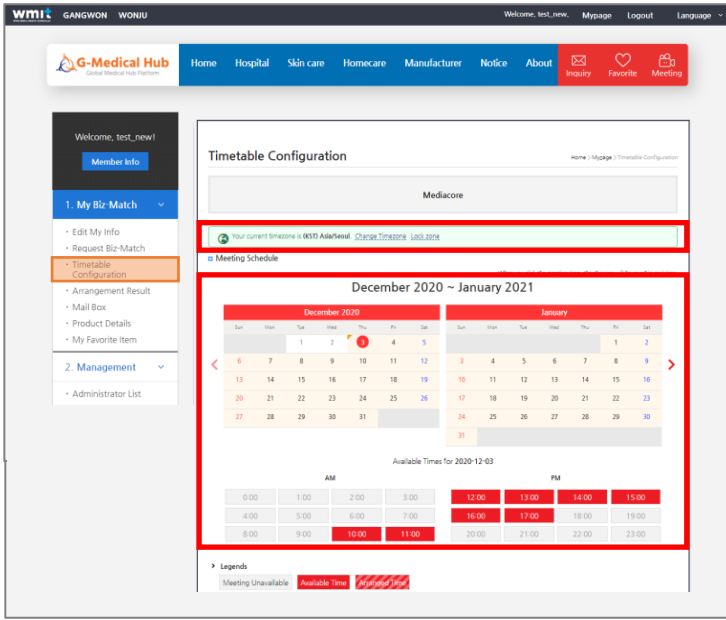 wmit GANGWON WONJU Welcome, test_new. Mypage Logout Language
G-Medical Hub
Global Medical Hub Platform
Home Hospital Skin care Homecare Manufacturer Notice About Inquiry Favorite Meeting
Welcome, test_new!
Member Info
1. My Biz-Match
Edit My Info
Request Biz-Match
Timetable
Configuration
Arrangement Result
Mail Box
Product Details
My Favorite Item
2. Management
Administrator List
Timetable Configuration
Home > Mypage > Timetable Configuration
Mediacore
Your current timezone is (KST) Asia/Seoul. Change Timezone Lock zone
Meeting Schedule
December 2020 ~ January 2021
December 2020
Sun Mon Tue Wed Thu Fri Sat
1 2 3 4 5
6 7 8 9 10 11 12
13 14 15 16 17 18 19
20 21 22 23 24 25 26
27 28 29 30 31
January
Sun Mon Tue Wed Thu Fri Sat
1 2
3 4 5 6 7 8 9
10 11 12 13 14 15 16
17 18 19 20 21 22 23
24 25 26 27 28 29 30
31
Available Times for 2020-12-03
AM
0:00 1:00 2:00 3:00
4:00 5:00 6:00 7:00
8:00 9:00 10:00 11:00
PM
12:00 13:00 14:00 15:00
16:00 17:00 18:00 19:00
20:00 21:00 22:00 23:00
> Legends
Meeting Unavailable Available Time Arranged Time